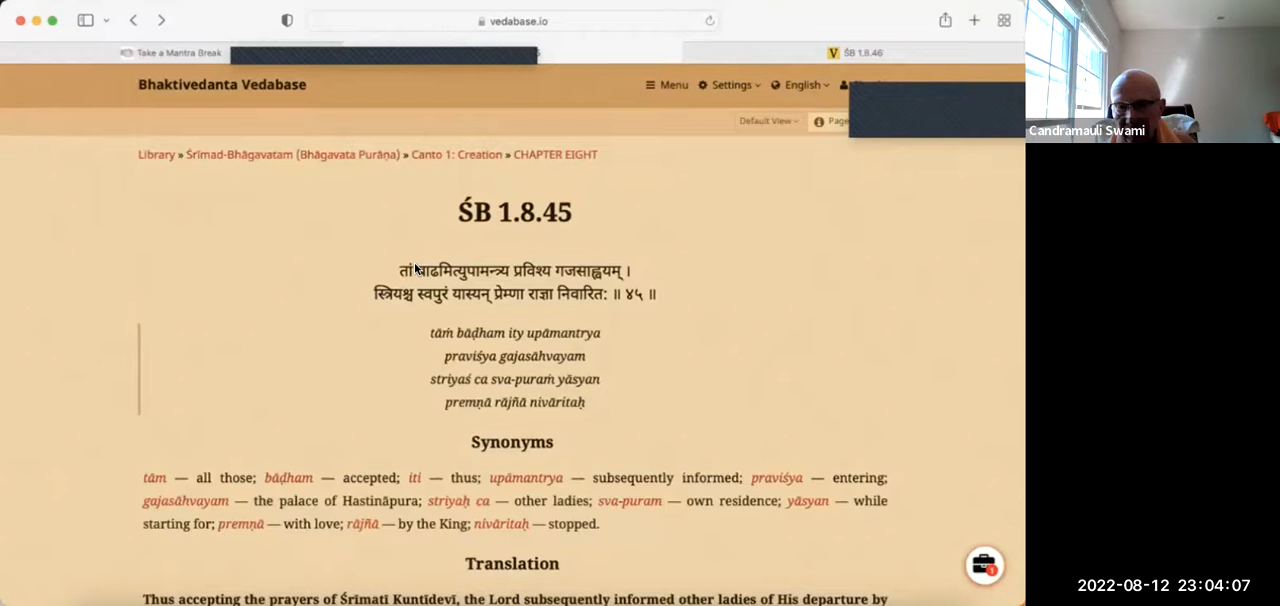 vedabase.io
Take a Mantra Break
ŚB 1.8.46
Bhaktivedanta Vedabase
Menu Settings English
Default View Page
Library » Śrīmad-Bhāgavatam (Bhāgavata Purāṇa) » Canto 1: Creation » CHAPTER EIGHT
ŚB 1.8.45
तां बाढमित्युपामन्‍त्र्य प्रविश्य गजसाह्वयम् ।
स्त्रियश्च स्वपुरं यास्यन् प्रेम्णा राज्ञा निवारित: ॥ ४५ ॥
tāṁ bāḍham ity upāmantrya
praviśya gajasāhvayam
striyaś ca sva-puraṁ yāsyan
premṇā rājñā nivāritaḥ
Synonyms
tām — all those; bāḍham — accepted; iti — thus; upāmantrya — subsequently informed; praviśya — entering;
gajasāhvayam — the palace of Hastināpura; striyaḥ ca — other ladies; sva-puram — own residence; yāsyan — while
starting for; premṇā — with love; rājñā — by the King; nivāritaḥ — stopped.
Translation
Thus accepting the prayers of Śrīmatī Kuntīdevī, the Lord subsequently informed other ladies of His departure by
1
Candramauli Swami
2022-08-12 23:04:07